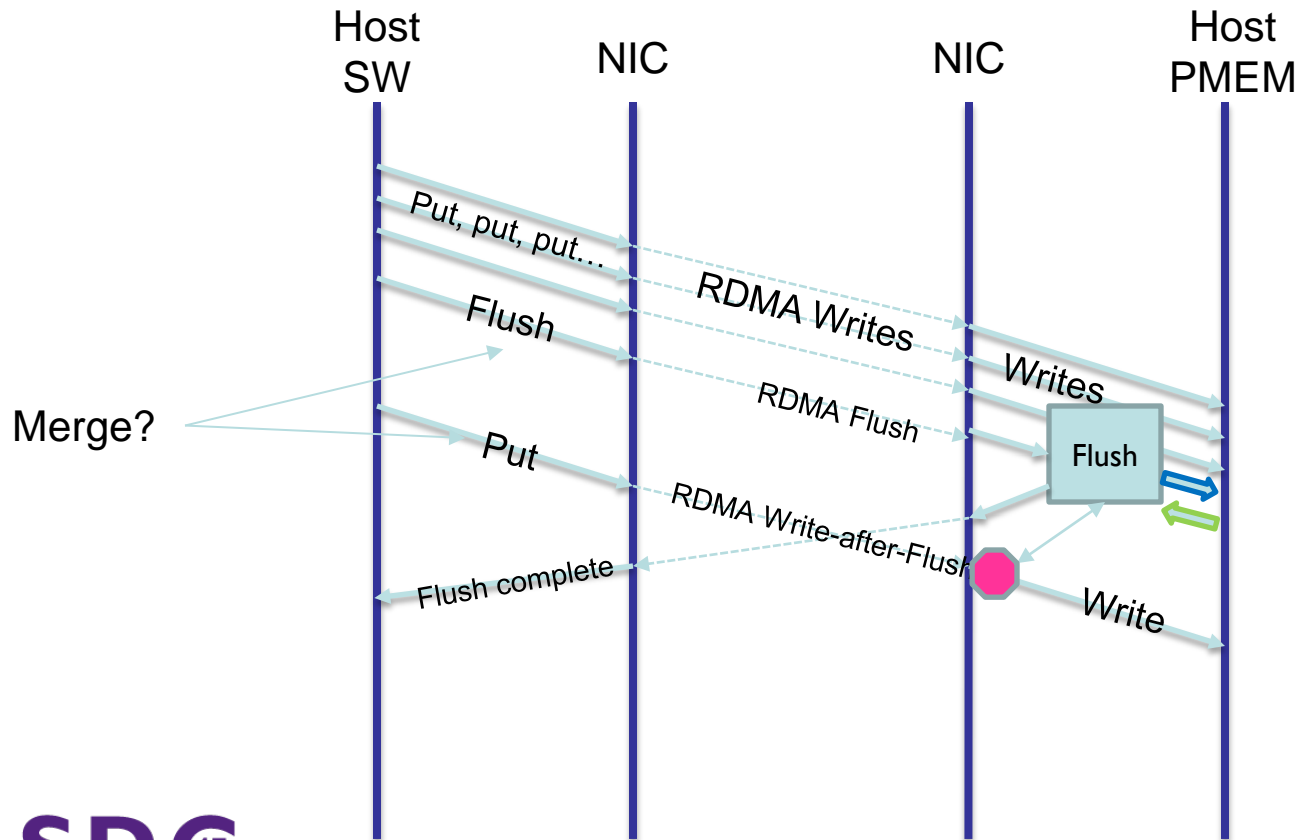 Host
SW
NIC
NIC
Host
PMEM
Put, put, put...
RDMA Writes
Flush
Writes
RDMA Flush
Merge?
Flush
Put
RDMA Write-after-Flush
Flush complete
Write